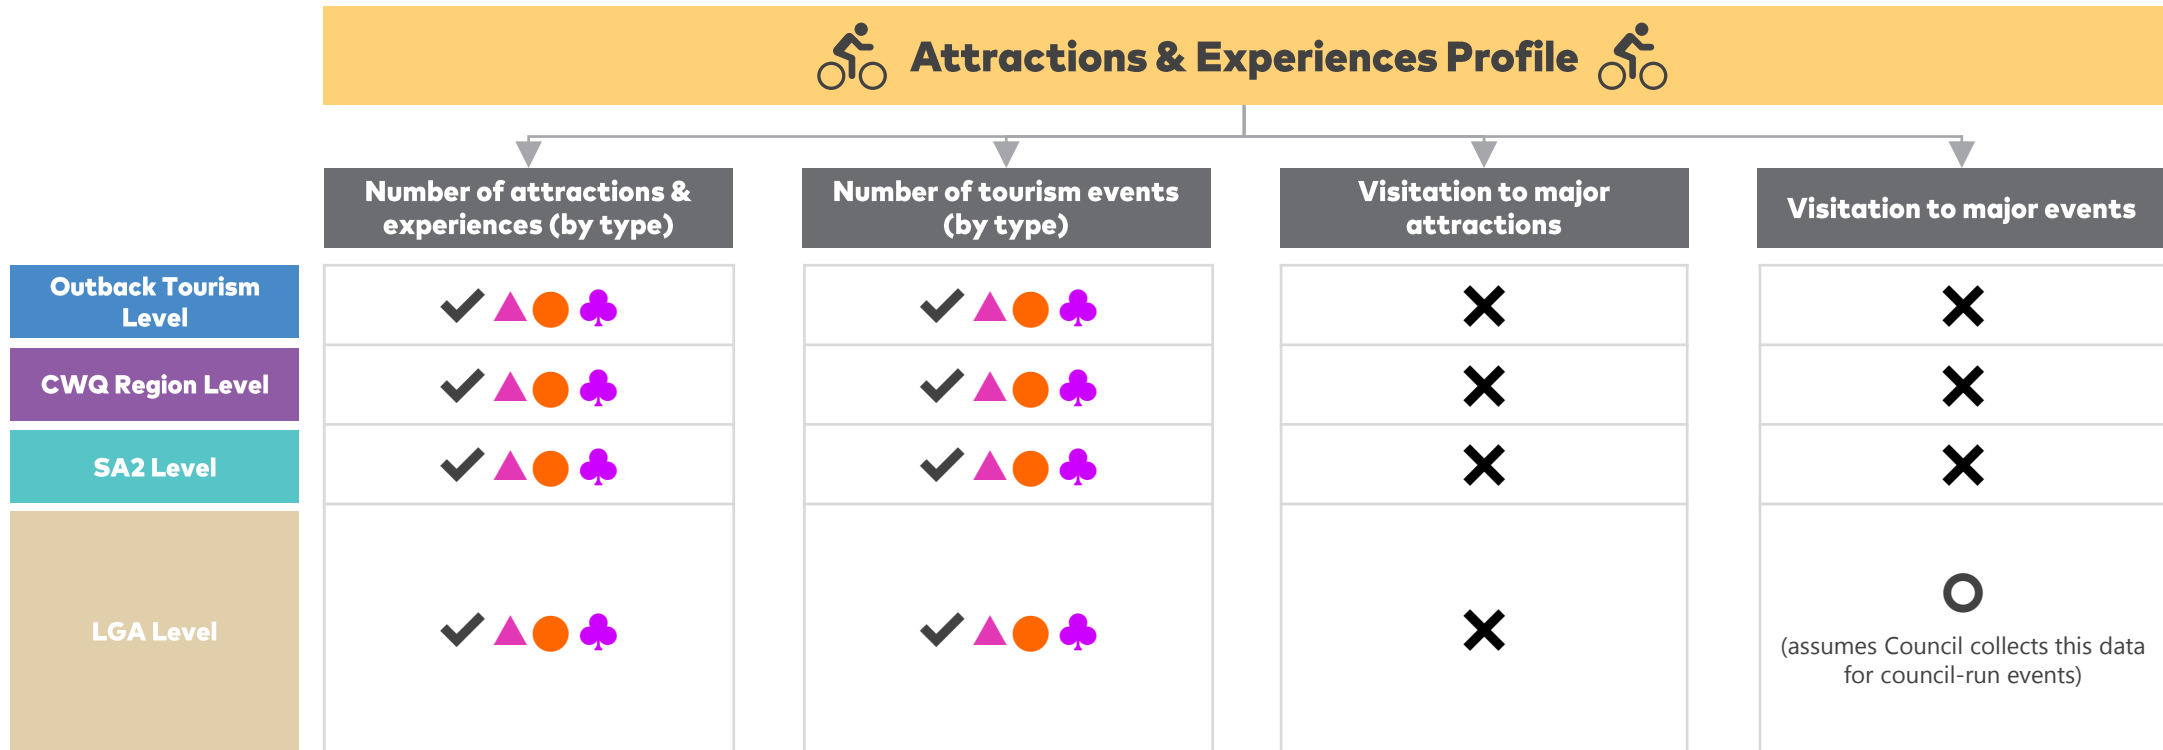 Attractions & Experiences Profile
Number of attractions &
experiences (by type)
Number of tourism events
(by type)
Visitation to major
attractions
Visitation to major events
Outback Tourism
Level
CWQ Region Level
SA2 Level
LGA Level
(assumes Council collects this data
for council-run events)